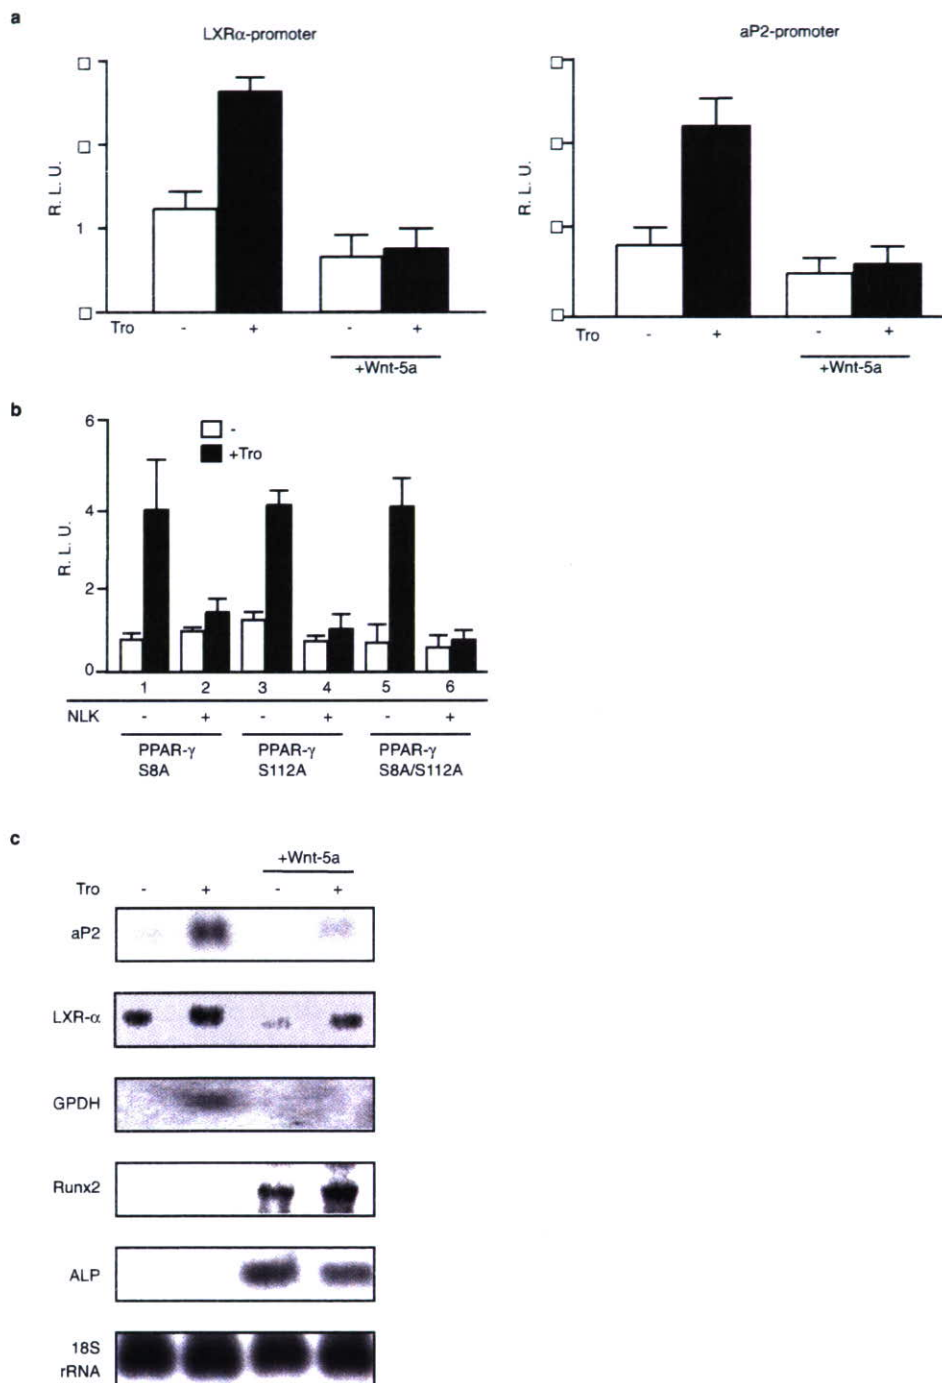 a
LXRα-promoter
R. L. U.
1
Tro - + - +
+Wnt-5a
aP2-promoter
R. L. U.
Tro - + - +
+Wnt-5a
b
6
4
2
0
R. L. U.
-
+Tro
1 2 3 4 5 6
NLK - + - + - +
PPAR-γ PPAR-γ PPAR-γ
S8A S112A S8A/S112A
c
+Wnt-5a
Tro - + - +
aP2
LXR-α
GPDH
Runx2
ALP
18S
rRNA